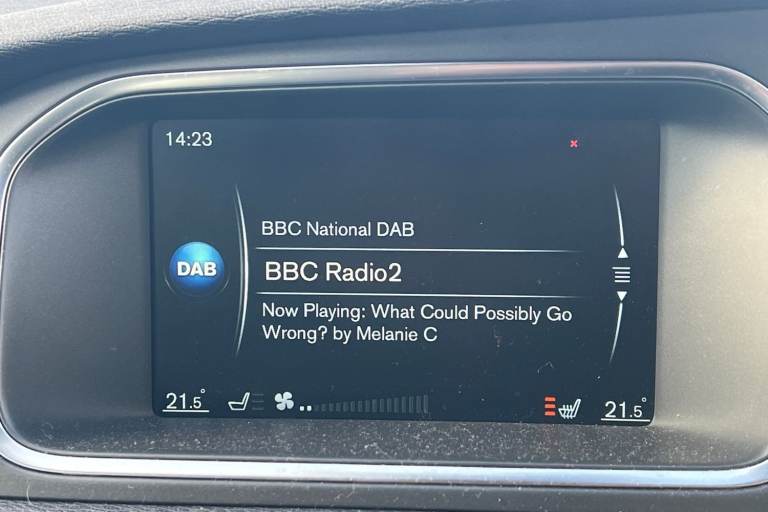 14:23
BBC National DAB
DAB
BBC Radio2
Now Playing: What Could Possibly Go
Wrong? by Melanie C
21.5° 21.5°